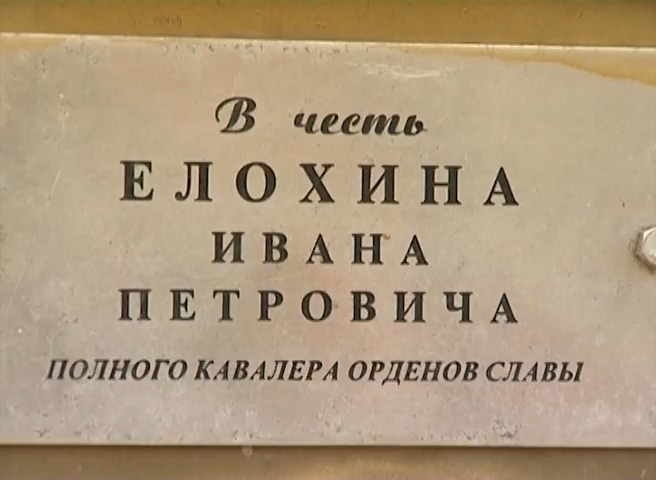 В честь
ЕЛОХИНА
ИВАНА
ПЕТРОВИЧА
ПОЛНОГО КАВАЛЕРА ОРДЕНОВ СЛАВЫ